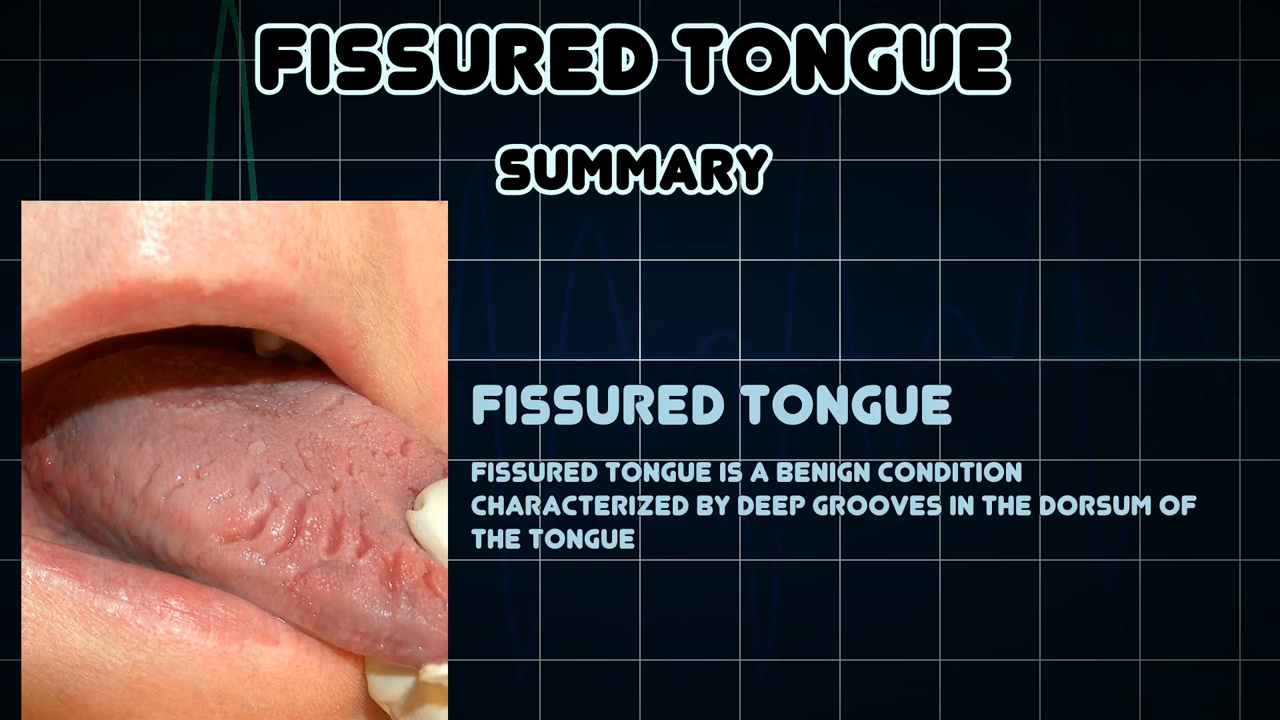 FISSURED TONGUE
SUMMARY
FISSURED TONGUE
FISSURED TONGUE IS A BENIGN CONDITION
CHARACTERIZED BY DEEP GROOVES IN THE DORSUM OF
THE TONGUE